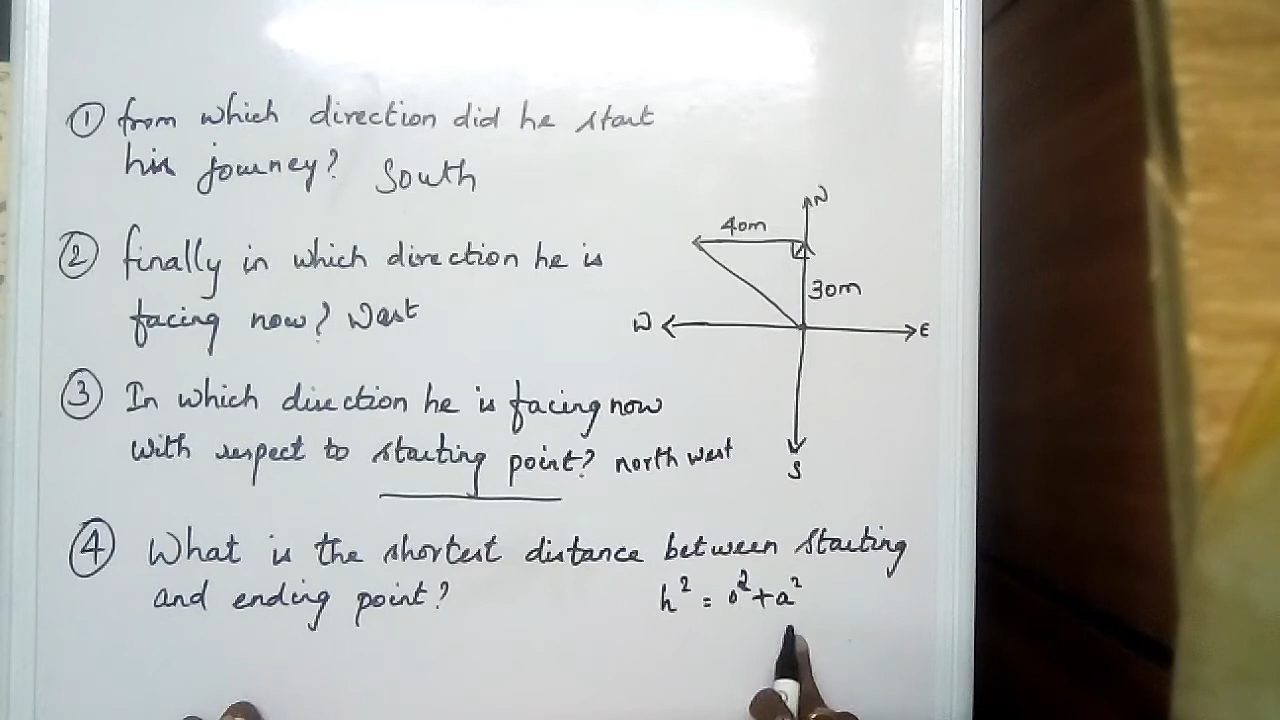 ① from which direction did he start
his journey? South
② finally in which direction he is
facing now? West
③ In which direction he is facing now
with respect to starting point? north west
④ What is the shortest distance between starting
and ending point? h² = o² + a²
N
40m
30m
W
E
S